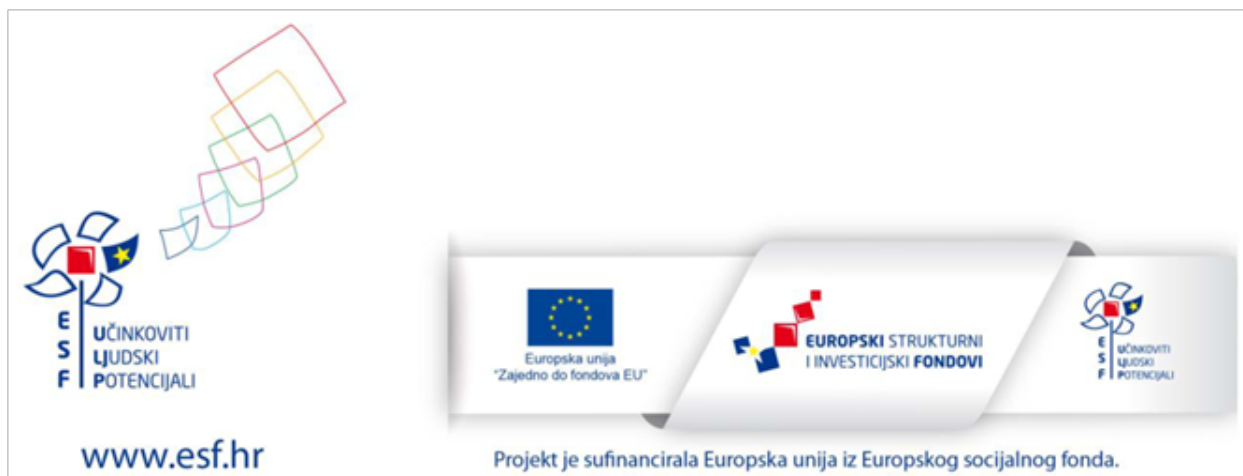 E
S
F
UČINKOVITI
LJUDSKI
POTENCIJALI
www.esf.hr
Europska unija
"Zajedno do fondova EU"
EUROPSKI STRUKTURNI
I INVESTICIJSKI FONDOVI
E
S
F
UČINKOVITI
LJUDSKI
POTENCIJALI
Projekt je sufinancirala Europska unija iz Europskog socijalnog fonda.